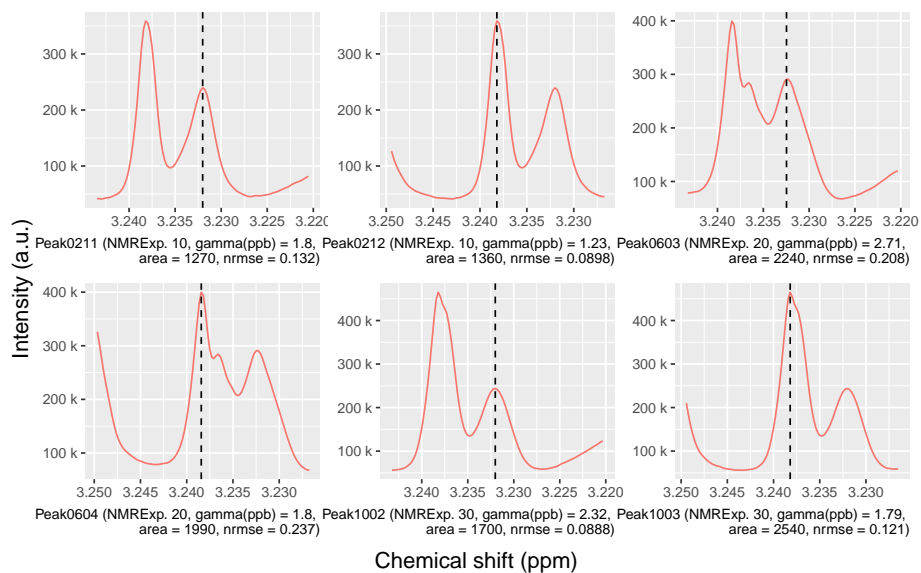 300 k
200 k
100 k
3.240 3.235 3.230 3.225 3.220
Peak0211 (NMRExp. 10, gamma(ppb) = 1.8,
area = 1270, nrmse = 0.132)
300 k
200 k
100 k
3.250 3.245 3.240 3.235 3.230
Peak0212 (NMRExp. 10, gamma(ppb) = 1.23,
area = 1360, nrmse = 0.0898)
400 k
300 k
200 k
100 k
3.240 3.235 3.230 3.225 3.220
Peak0603 (NMRExp. 20, gamma(ppb) = 2.71,
area = 2240, nrmse = 0.208)
Intensity (a.u.)
400 k
300 k
200 k
100 k
3.250 3.245 3.240 3.235 3.230
Peak0604 (NMRExp. 20, gamma(ppb) = 1.8,
area = 1990, nrmse = 0.237)
400 k
300 k
200 k
100 k
3.240 3.235 3.230 3.225 3.220
Peak1002 (NMRExp. 30, gamma(ppb) = 2.32,
area = 1700, nrmse = 0.0888)
400 k
300 k
200 k
100 k
3.250 3.245 3.240 3.235 3.230
Peak1003 (NMRExp. 30, gamma(ppb) = 1.79,
area = 2540, nrmse = 0.121)
Chemical shift (ppm)